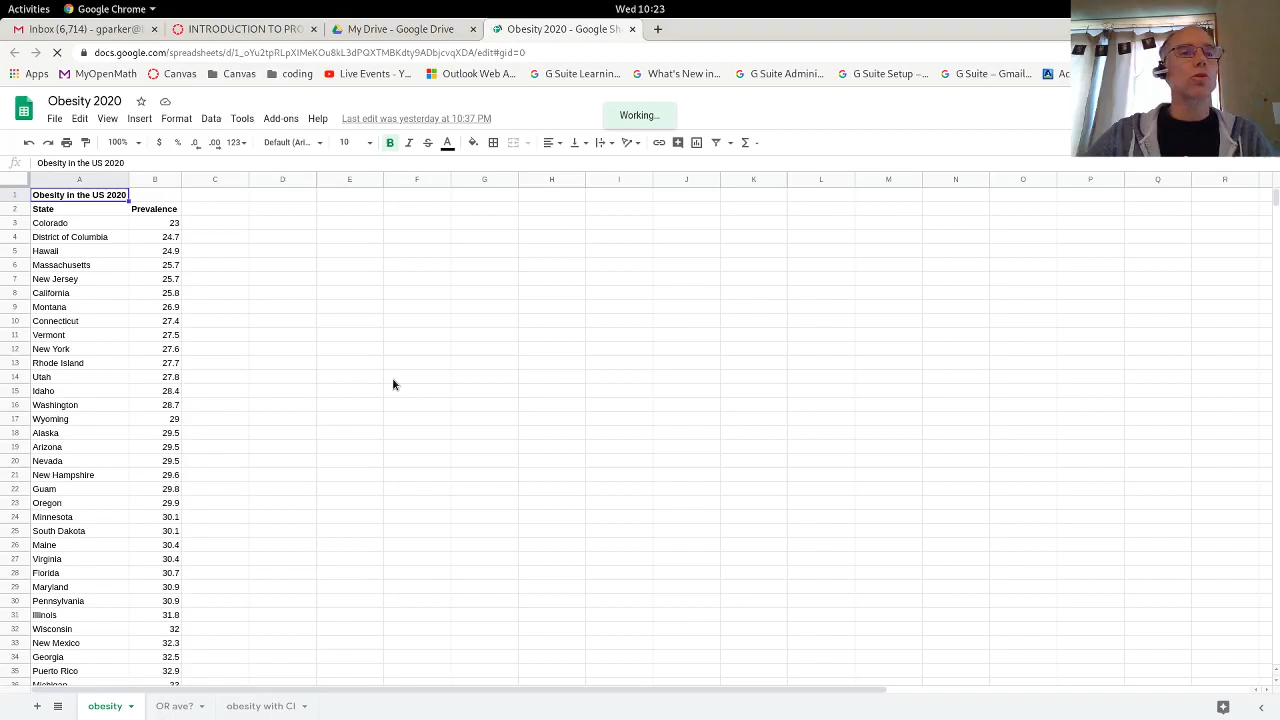 Activities Google Chrome Wed 10:23
Inbox (6,714) - gparker@ INTRODUCTION TO PRO My Drive - Google Drive Obesity 2020 - Google Sh
docs.google.com/spreadsheets/d/1_oYu2tpRLpXIMeKOu8kL3dPQXTMBKdty9ADbjcvqXDA/edit#gid=0
Apps MyOpenMath Canvas Canvas coding Live Events - Y... Outlook Web A... G Suite Learnin... What's New in... G Suite Admini... G Suite Setup -... G Suite – Gmail...
Obesity 2020
Working...
File Edit View Insert Format Data Tools Add-ons Help Last edit was yesterday at 10:37 PM
100% $ % .0 .00 123 Default (Ari... 10 B I S A Σ
fx Obesity in the US 2020
A B C D E F G H I J K L M N O P Q R
1 Obesity in the US 2020
2 State Prevalence
3 Colorado 23
4 District of Columbia 24.7
5 Hawaii 24.9
6 Massachusetts 25.7
7 New Jersey 25.7
8 California 25.8
9 Montana 26.9
10 Connecticut 27.4
11 Vermont 27.5
12 New York 27.6
13 Rhode Island 27.7
14 Utah 27.8
15 Idaho 28.4
16 Washington 28.7
17 Wyoming 29
18 Alaska 29.5
19 Arizona 29.5
20 Nevada 29.5
21 New Hampshire 29.6
22 Guam 29.8
23 Oregon 29.9
24 Minnesota 30.1
25 South Dakota 30.1
26 Maine 30.4
27 Virginia 30.4
28 Florida 30.7
29 Maryland 30.9
30 Pennsylvania 30.9
31 Illinois 31.8
32 Wisconsin 32
33 New Mexico 32.3
34 Georgia 32.5
35 Puerto Rico 32.9
36 Michigan 33
obesity OR ave? obesity with CI